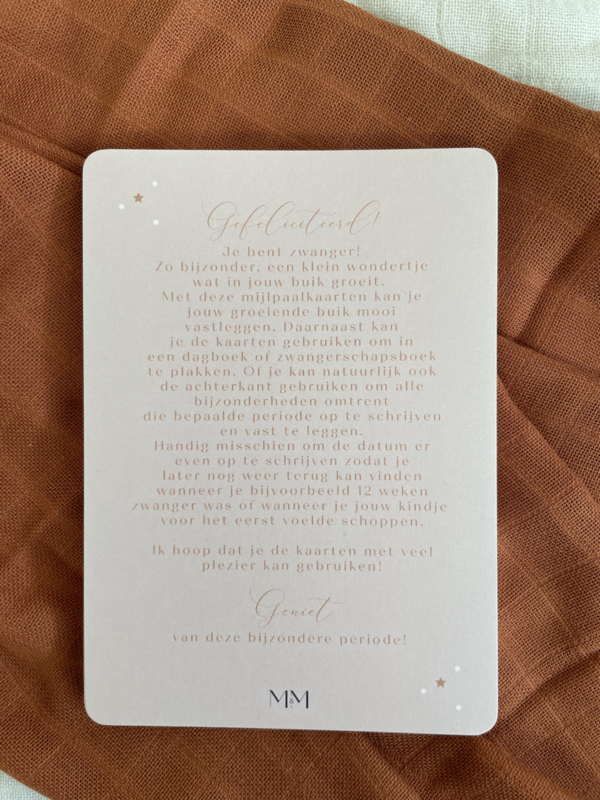 Gefeliciteerd!
Je bent zwanger!
Zo bijzonder, een klein wondertje
wat in jouw buik groeit.
Met deze mijlpaalkaarten kan je
jouw groeiende buik mooi
vastleggen. Daarnaast kan
je de kaarten gebruiken om in
een dagboek of zwangerschapsboek
te plakken. Of je kan natuurlijk ook
de achterkant gebruiken om alle
bijzonderheden omtrent
die bepaalde periode op te schrijven
en vast te leggen.
Handig misschien om de datum er
even op te schrijven zodat je
later nog weer terug kan vinden
wanneer je bijvoorbeeld 12 weken
zwanger was of wanneer je jouw kindje
voor het eerst voelde schoppen.
Ik hoop dat je de kaarten met veel
plezier kan gebruiken!
Geniet
van deze bijzondere periode!
M&M